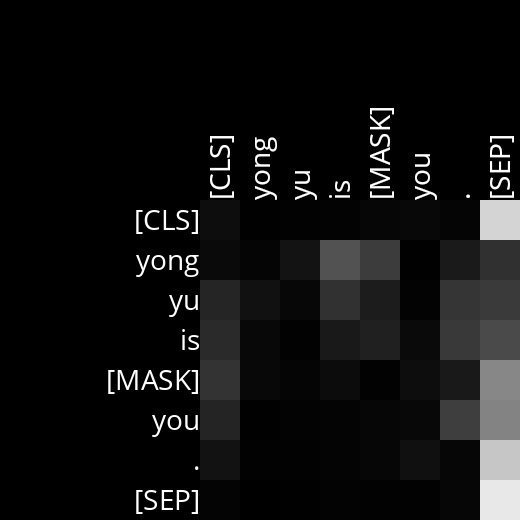 [CLS]
yong
yu
is
[MASK]
you
.
[SEP]
[CLS]
yong
yu
is
[MASK]
you
.
[SEP]